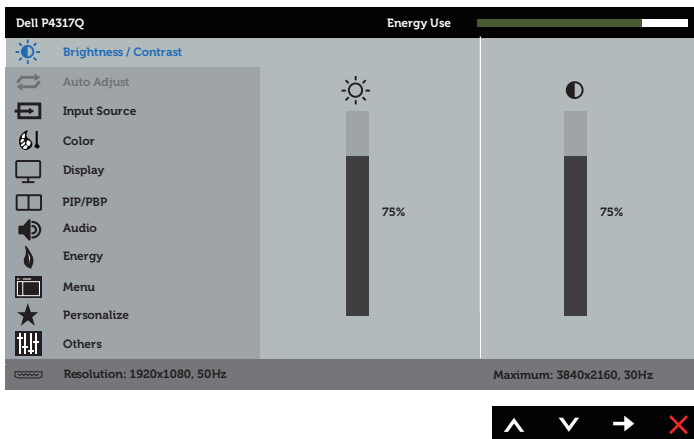 Dell P4317Q
Energy Use
Brightness / Contrast
Auto Adjust
Input Source
Color
Display
PIP/PBP
Audio
Energy
Menu
Personalize
Others
75%
75%
Resolution: 1920x1080, 50Hz
Maximum: 3840x2160, 30Hz